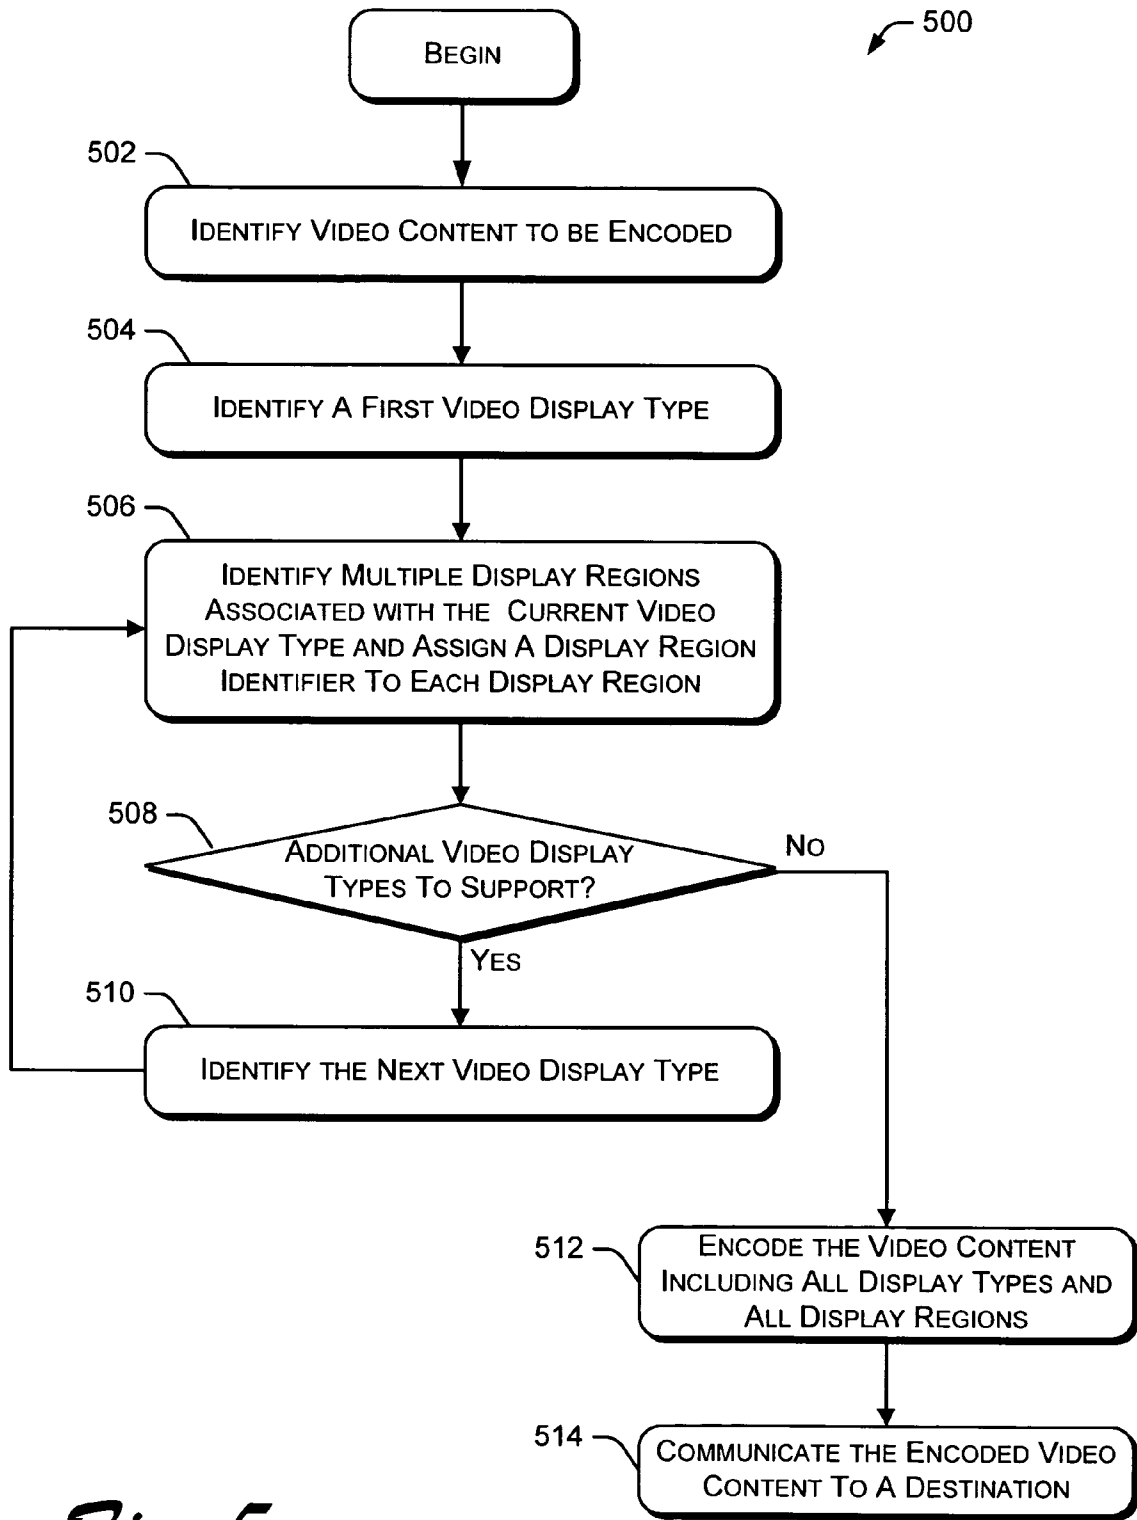 500
BEGIN
502
IDENTIFY VIDEO CONTENT TO BE ENCODED
504
IDENTIFY A FIRST VIDEO DISPLAY TYPE
506
IDENTIFY MULTIPLE DISPLAY REGIONS
ASSOCIATED WITH THE CURRENT VIDEO
DISPLAY TYPE AND ASSIGN A DISPLAY REGION
IDENTIFIER TO EACH DISPLAY REGION
508
ADDITIONAL VIDEO DISPLAY
TYPES TO SUPPORT?
NO
YES
510
IDENTIFY THE NEXT VIDEO DISPLAY TYPE
512
ENCODE THE VIDEO CONTENT
INCLUDING ALL DISPLAY TYPES AND
ALL DISPLAY REGIONS
514
COMMUNICATE THE ENCODED VIDEO
CONTENT TO A DESTINATION